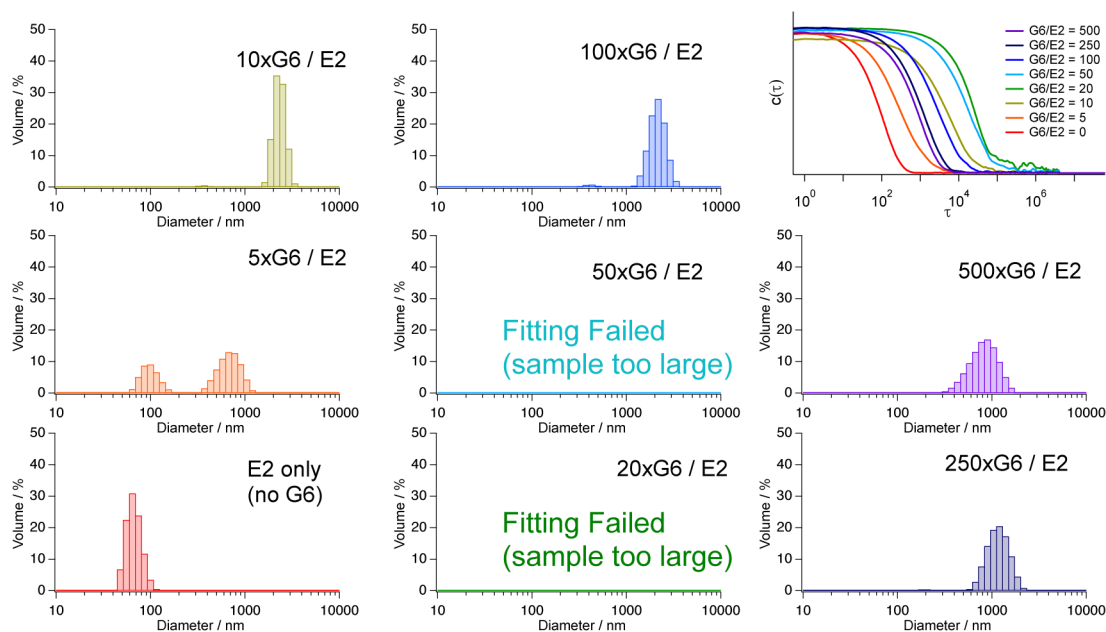 50
40
30
20
10
0
Volume / %
10xG6 / E2
10
100
1000
10000
Diameter / nm
50
40
30
20
10
0
Volume / %
100xG6 / E2
10
100
1000
10000
Diameter / nm
c(τ)
G6/E2 = 500
G6/E2 = 250
G6/E2 = 100
G6/E2 = 50
G6/E2 = 20
G6/E2 = 10
G6/E2 = 5
G6/E2 = 0
10⁰
10²
10⁴
10⁶
τ
50
40
30
20
10
0
Volume / %
5xG6 / E2
10
100
1000
10000
Diameter / nm
50
40
30
20
10
0
Volume / %
50xG6 / E2
Fitting Failed
(sample too large)
10
100
1000
10000
Diameter / nm
50
40
30
20
10
0
Volume / %
500xG6 / E2
10
100
1000
10000
Diameter / nm
50
40
30
20
10
0
Volume / %
E2 only
(no G6)
10
100
1000
10000
Diameter / nm
50
40
30
20
10
0
Volume / %
20xG6 / E2
Fitting Failed
(sample too large)
10
100
1000
10000
Diameter / nm
50
40
30
20
10
0
Volume / %
250xG6 / E2
10
100
1000
10000
Diameter / nm